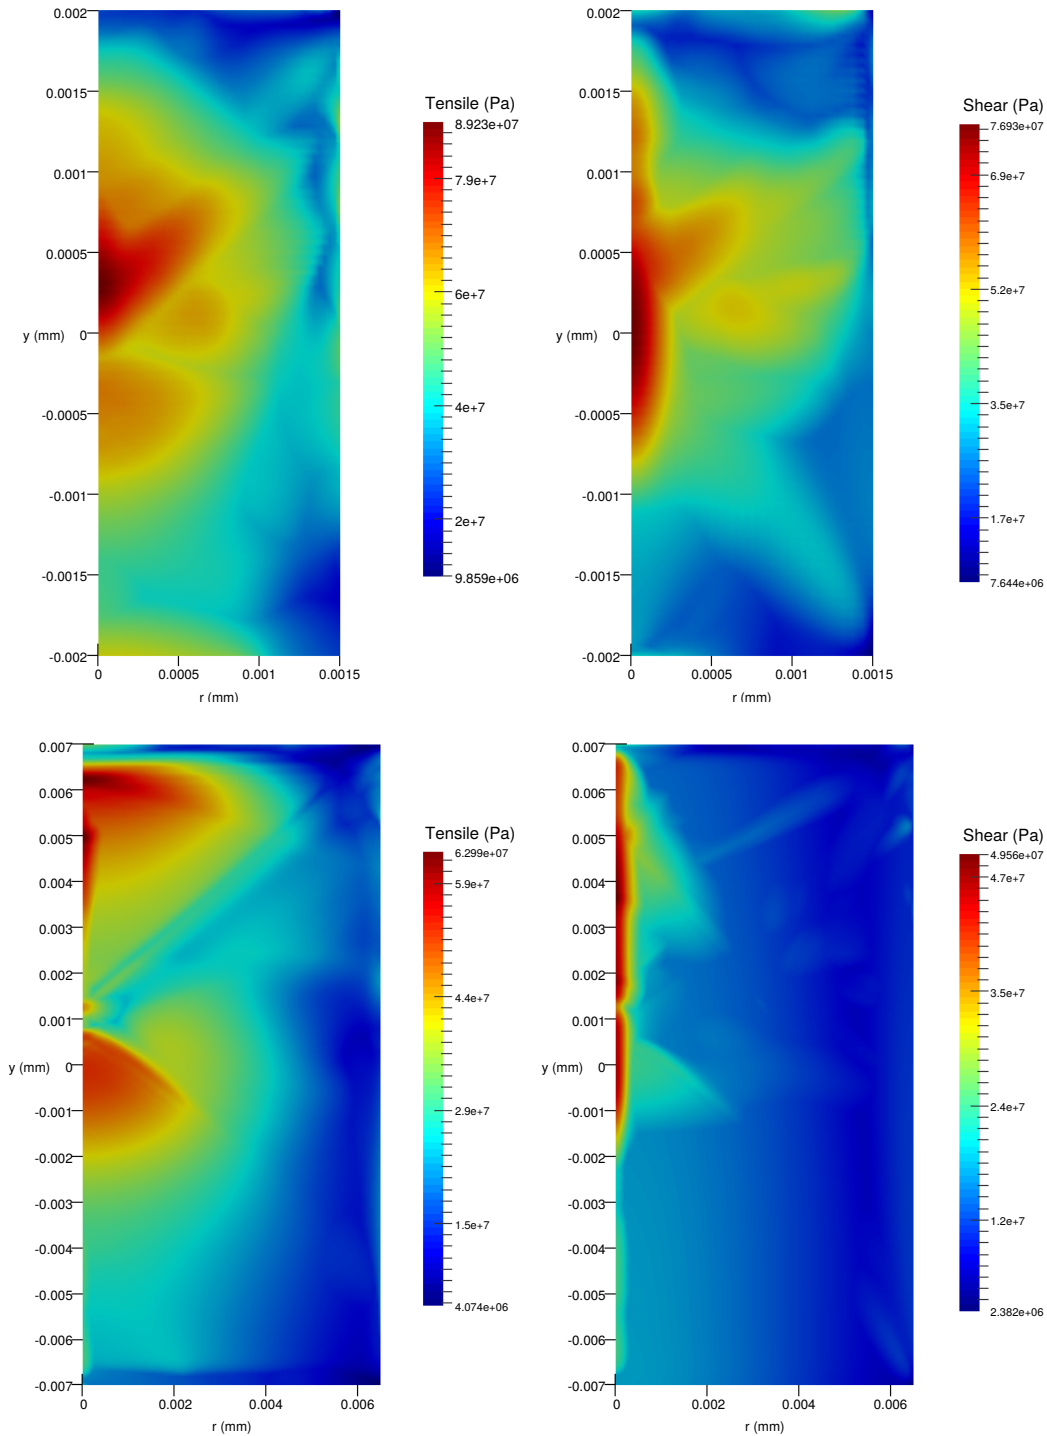 0.002
0.0015
0.001
0.0005
y (mm) 0
-0.0005
-0.001
-0.0015
-0.002
0 0.0005 0.001 0.0015
r (mm)
Tensile (Pa)
8.923e+07
7.9e+7
6e+7
4e+7
2e+7
9.859e+06
0.002
0.0015
0.001
0.0005
y (mm) 0
-0.0005
-0.001
-0.0015
-0.002
0 0.0005 0.001 0.0015
r (mm)
Shear (Pa)
7.693e+07
6.9e+7
5.2e+7
3.5e+7
1.7e+7
7.644e+06
0.007
0.006
0.005
0.004
0.003
0.002
0.001
y (mm) 0
-0.001
-0.002
-0.003
-0.004
-0.005
-0.006
-0.007
0 0.002 0.004 0.006
r (mm)
Tensile (Pa)
6.299e+07
5.9e+7
4.4e+7
2.9e+7
1.5e+7
4.074e+06
0.007
0.006
0.005
0.004
0.003
0.002
0.001
y (mm) 0
-0.001
-0.002
-0.003
-0.004
-0.005
-0.006
-0.007
0 0.002 0.004 0.006
r (mm)
Shear (Pa)
4.956e+07
4.7e+7
3.5e+7
2.4e+7
1.2e+7
2.382e+06